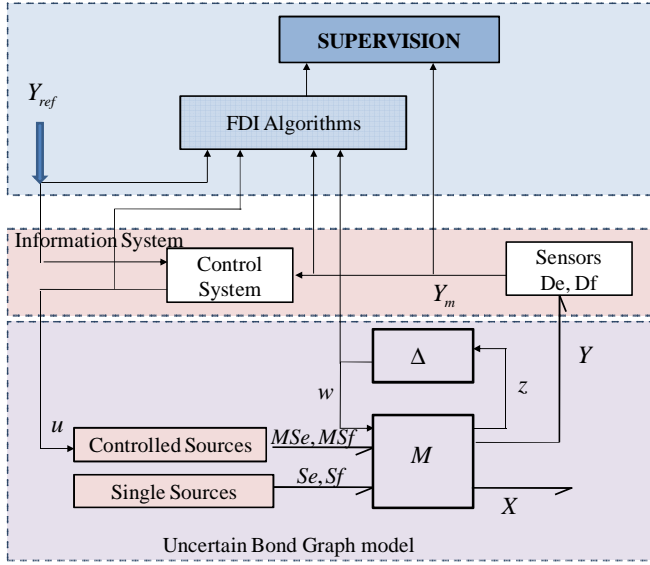 SUPERVISION
Y_ref
FDI Algorithms
Information System
Control
System
Sensors
De, Df
Y_m
Δ
Y
w
z
u
Controlled Sources
MSe, MSf
M
Single Sources
Se, Sf
X
Uncertain Bond Graph model